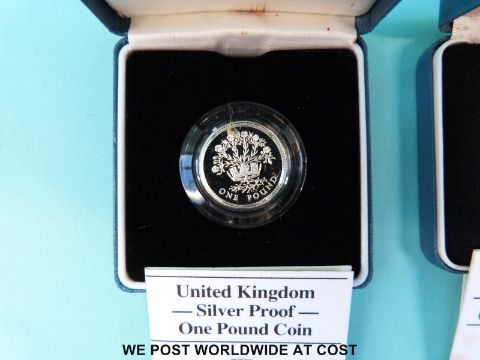 ONE POUND
United Kingdom
— Silver Proof —
One Pound Coin
WE POST WORLDWIDE AT COST